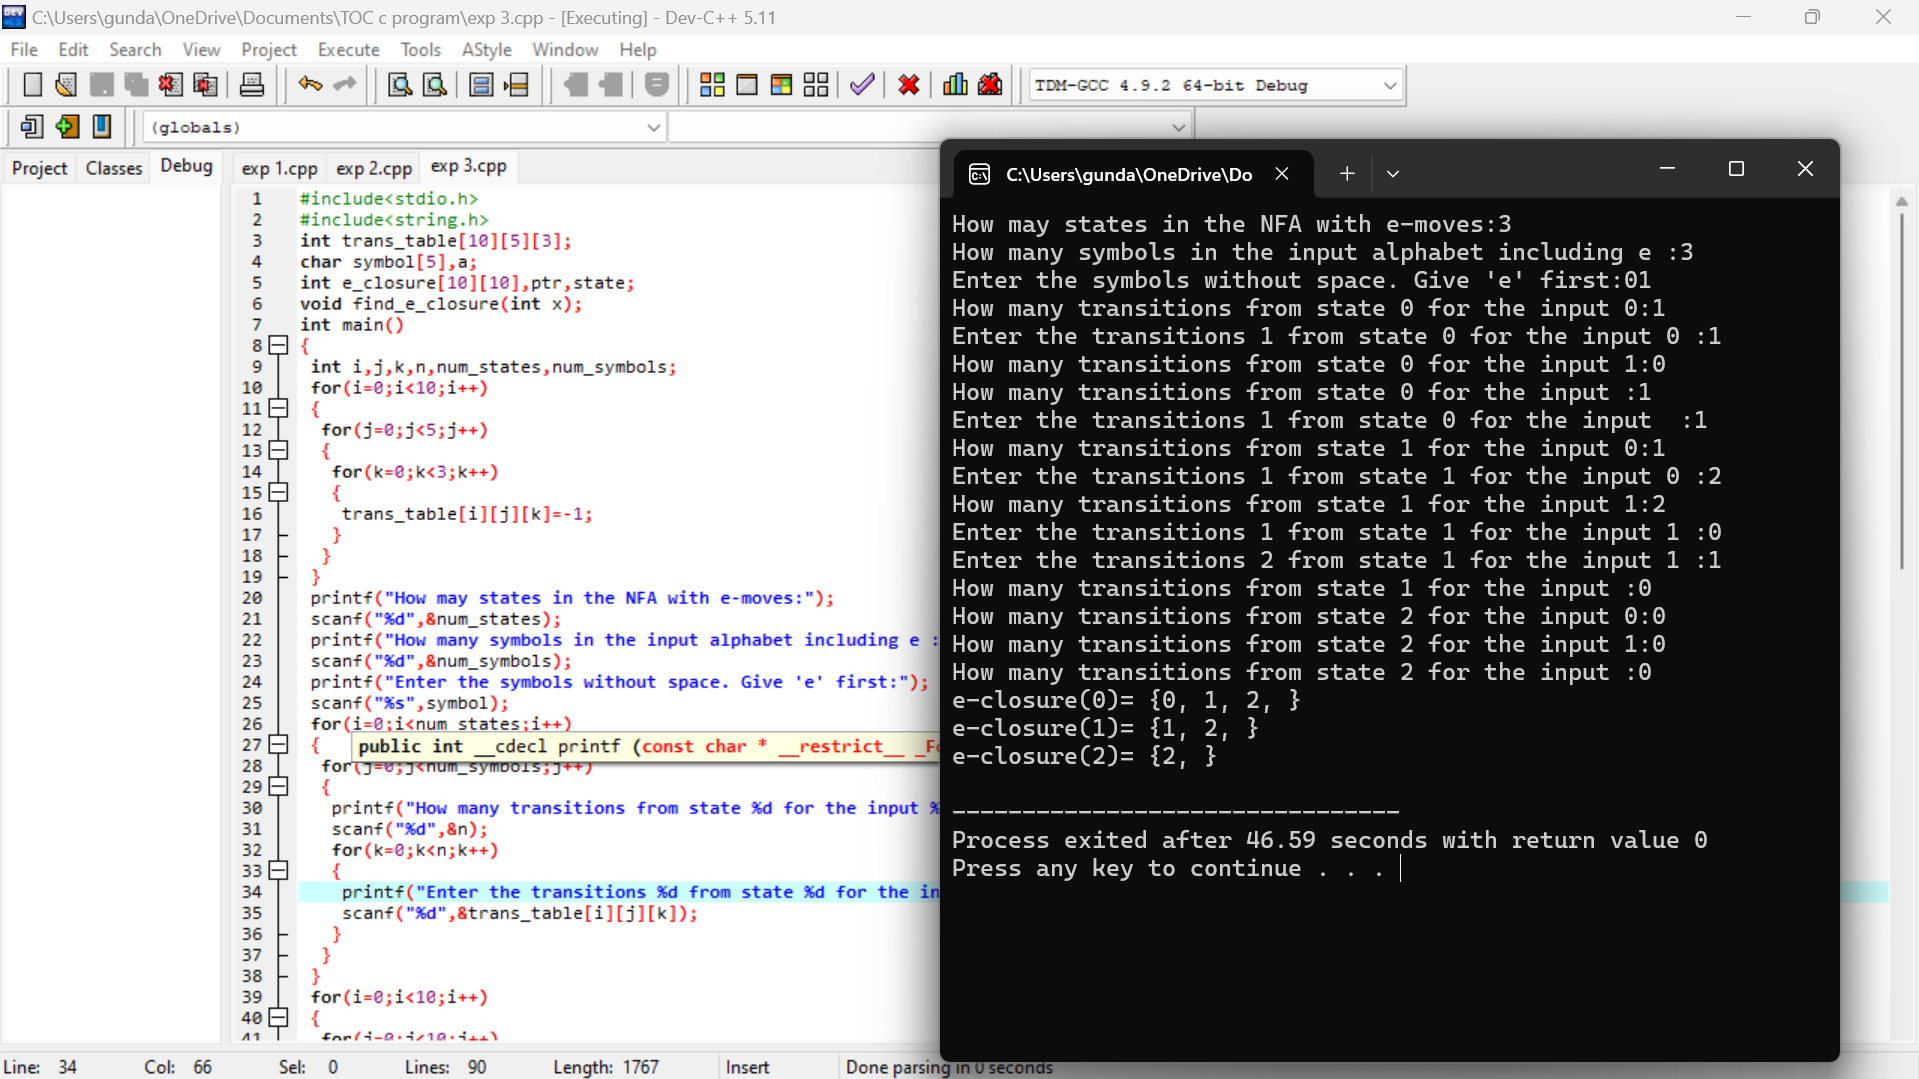 C:\Users\gunda\OneDrive\Documents\TOC c program\exp 3.cpp - [Executing] - Dev-C++ 5.11
File Edit Search View Project Execute Tools AStyle Window Help
TDM-GCC 4.9.2 64-bit Debug
(globals)
Project Classes Debug exp 1.cpp exp 2.cpp exp 3.cpp
1 #include<stdio.h>
2 #include<string.h>
3 int trans_table[10][5][3];
4 char symbol[5],a;
5 int e_closure[10][10],ptr,state;
6 void find_e_closure(int x);
7 int main()
8 {
9 int i,j,k,n,num_states,num_symbols;
10 for(i=0;i<10;i++)
11 {
12 for(j=0;j<5;j++)
13 {
14 for(k=0;k<3;k++)
15 {
16 trans_table[i][j][k]=-1;
17 }
18 }
19 }
20 printf("How may states in the NFA with e-moves:");
21 scanf("%d",&num_states);
22 printf("How many symbols in the input alphabet including e :
23 scanf("%d",&num_symbols);
24 printf("Enter the symbols without space. Give 'e' first:");
25 scanf("%s",symbol);
26 for(i=0;i<num_states;i++)
27 {
public int __cdecl printf (const char * __restrict__ _Fo
28 for(j=0;j<num_symbols;j++)
29 {
30 printf("How many transitions from state %d for the input %
31 scanf("%d",&n);
32 for(k=0;k<n;k++)
33 {
34 printf("Enter the transitions %d from state %d for the in
35 scanf("%d",&trans_table[i][j][k]);
36 }
37 }
38 }
39 for(i=0;i<10;i++)
40 {
41 for(j=0;j<10;j++)
C:\Users\gunda\OneDrive\Do
How may states in the NFA with e-moves:3
How many symbols in the input alphabet including e :3
Enter the symbols without space. Give 'e' first:01
How many transitions from state 0 for the input 0:1
Enter the transitions 1 from state 0 for the input 0 :1
How many transitions from state 0 for the input 1:0
How many transitions from state 0 for the input :1
Enter the transitions 1 from state 0 for the input  :1
How many transitions from state 1 for the input 0:1
Enter the transitions 1 from state 1 for the input 0 :2
How many transitions from state 1 for the input 1:2
Enter the transitions 1 from state 1 for the input 1 :0
Enter the transitions 2 from state 1 for the input 1 :1
How many transitions from state 1 for the input :0
How many transitions from state 2 for the input 0:0
How many transitions from state 2 for the input 1:0
How many transitions from state 2 for the input :0
e-closure(0)= {0, 1, 2, }
e-closure(1)= {1, 2, }
e-closure(2)= {2, }
--------------------------------
Process exited after 46.59 seconds with return value 0
Press any key to continue . . .
Line: 34 Col: 66 Sel: 0 Lines: 90 Length: 1767 Insert Done parsing in 0 seconds